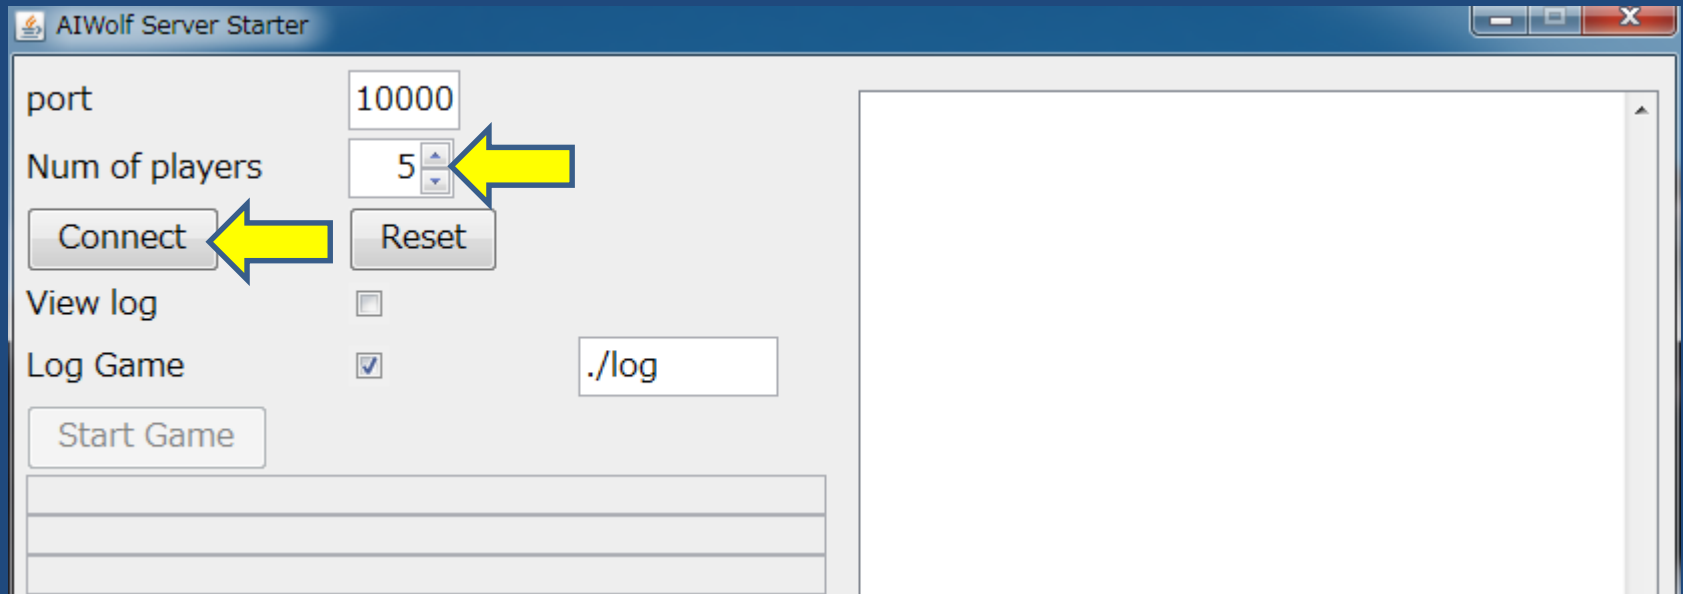 AIWolf Server Starter
port 10000
Num of players 5
Connect Reset
View log
Log Game ./log
Start Game